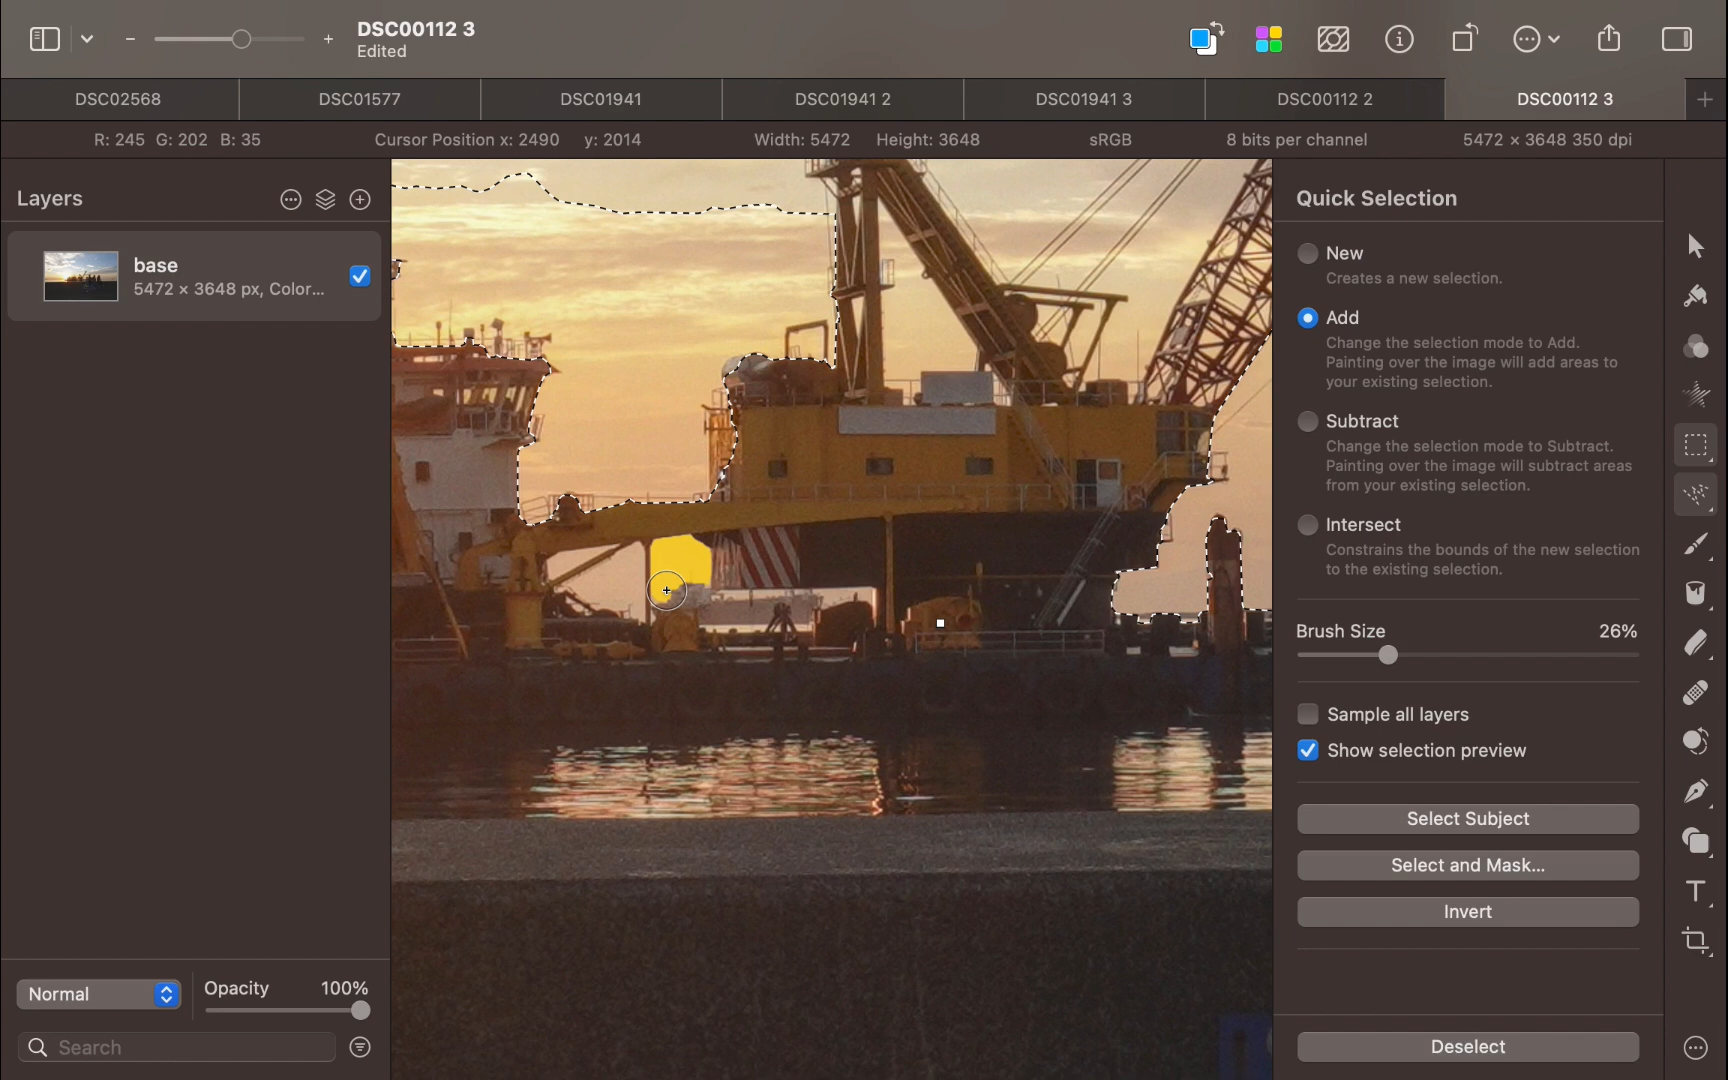 DSC00112 3
Edited
DSC02568
DSC01577
DSC01941
DSC01941 2
DSC01941 3
DSC00112 2
DSC00112 3
R: 245 G: 202 B: 35
Cursor Position x: 2490 y: 2014
Width: 5472 Height: 3648
sRGB
8 bits per channel
5472 × 3648 350 dpi
Layers
base
5472 × 3648 px, Color...
Normal
Opacity
100%
Search
Quick Selection
New
Creates a new selection.
Add
Change the selection mode to Add.
Painting over the image will add areas to
your existing selection.
Subtract
Change the selection mode to Subtract.
Painting over the image will subtract areas
from your existing selection.
Intersect
Constrains the bounds of the new selection
to the existing selection.
Brush Size
26%
Sample all layers
Show selection preview
Select Subject
Select and Mask...
Invert
Deselect